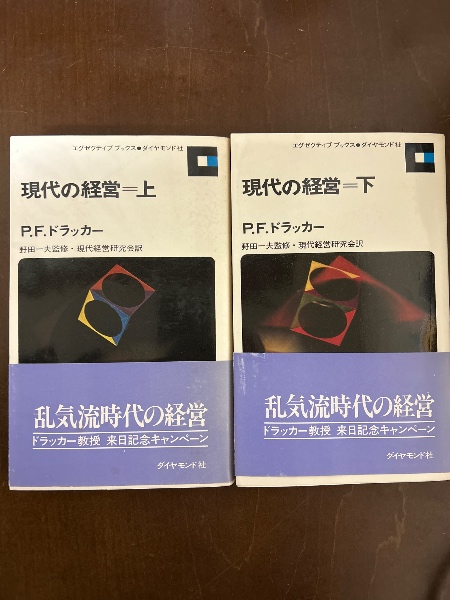 エグゼクティブ ブックス●ダイヤモンド社
現代の経営=上
P.F.ドラッカー
野田一夫監修・現代経営研究会訳
乱気流時代の経営
ドラッカー教授 来日記念キャンペーン
ダイヤモンド社
エグゼクティブ ブックス●ダイヤモンド社
現代の経営=下
P.F.ドラッカー
野田一夫監修・現代経営研究会訳
乱気流時代の経営
ドラッカー教授 来日記念キャンペーン
ダイヤモンド社